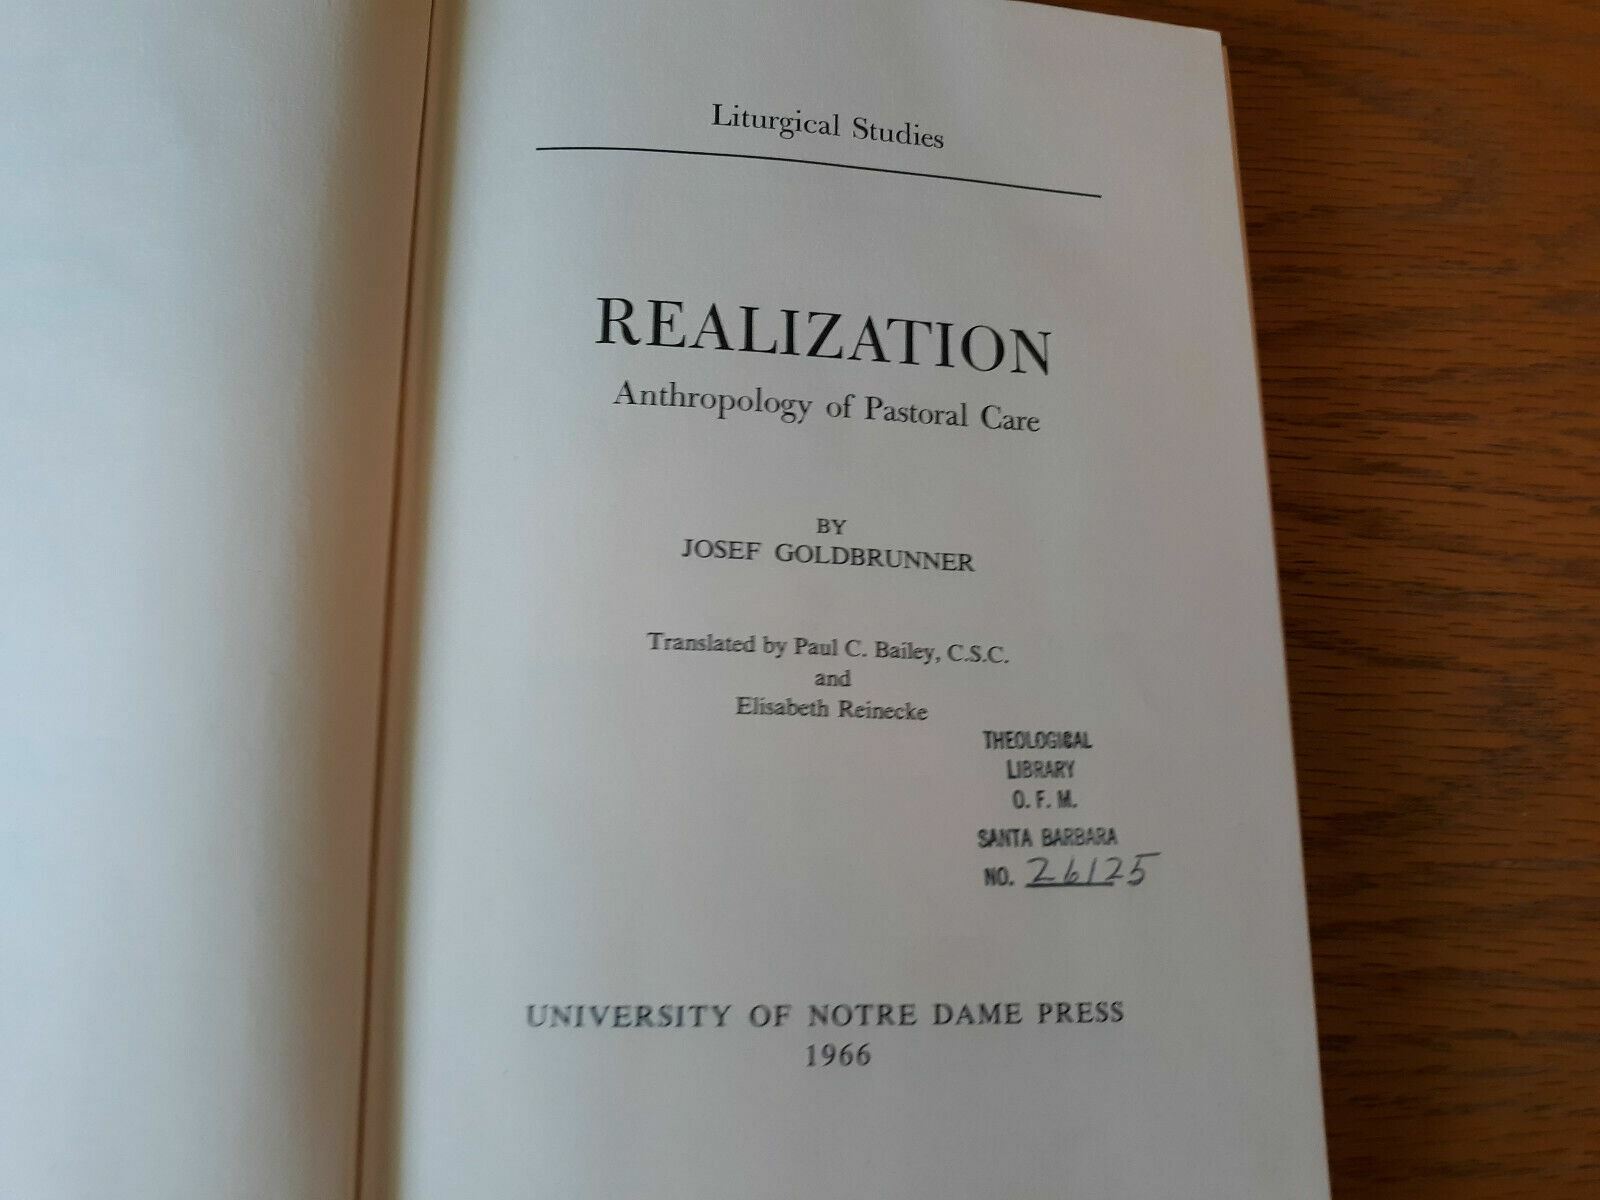 Liturgical Studies
REALIZATION
Anthropology of Pastoral Care
BY
JOSEF GOLDBRUNNER
Translated by Paul C. Bailey, C.S.C.
and
Elisabeth Reinecke
THEOLOGICAL
LIBRARY
O. F. M.
SANTA BARBARA
NO. 26125
UNIVERSITY OF NOTRE DAME PRESS
1966